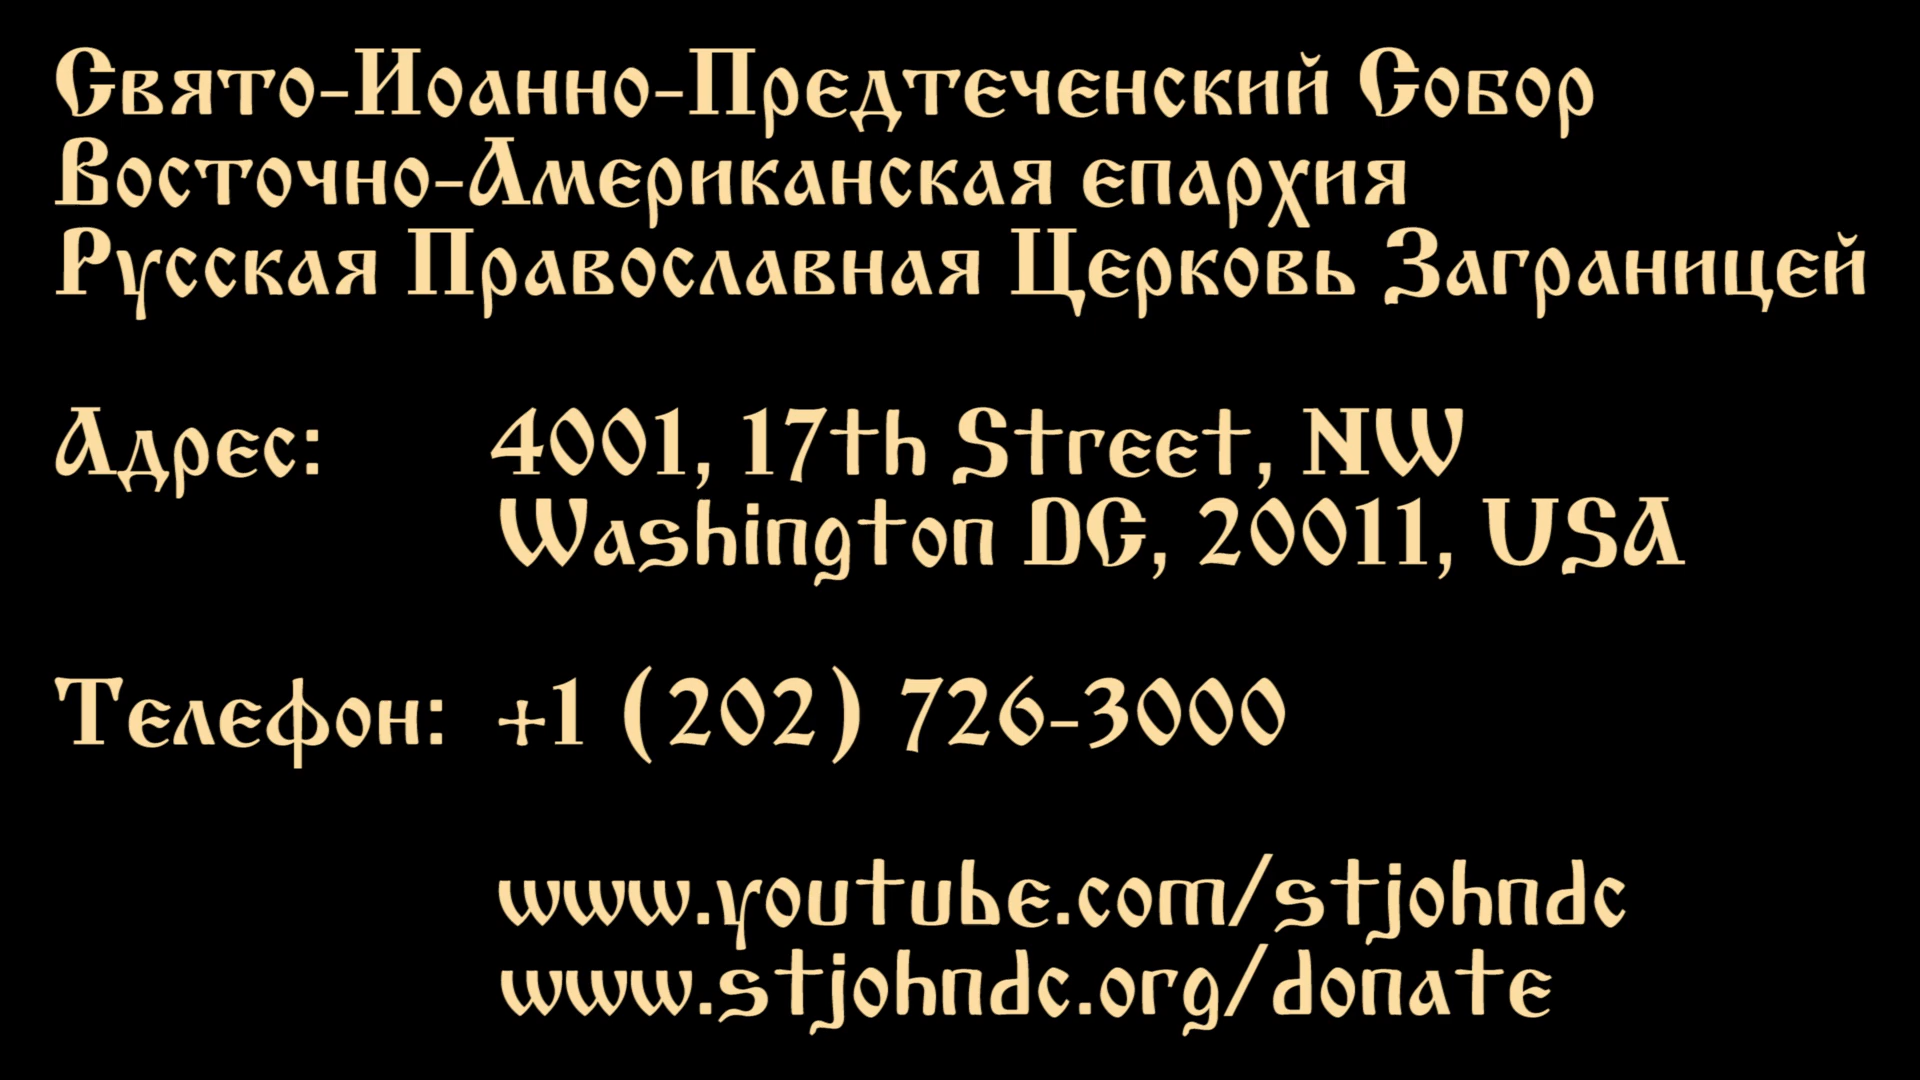 Свято-Иоанно-Предтеченский Собор
Восточно-Американская епархия
Русская Православная Церковь Заграницей
Адрес: 4001, 17th Street, NW
Washington DC, 20011, USA
Телефон: +1 (202) 726-3000
www.youtube.com/stjohndc
www.stjohndc.org/donate